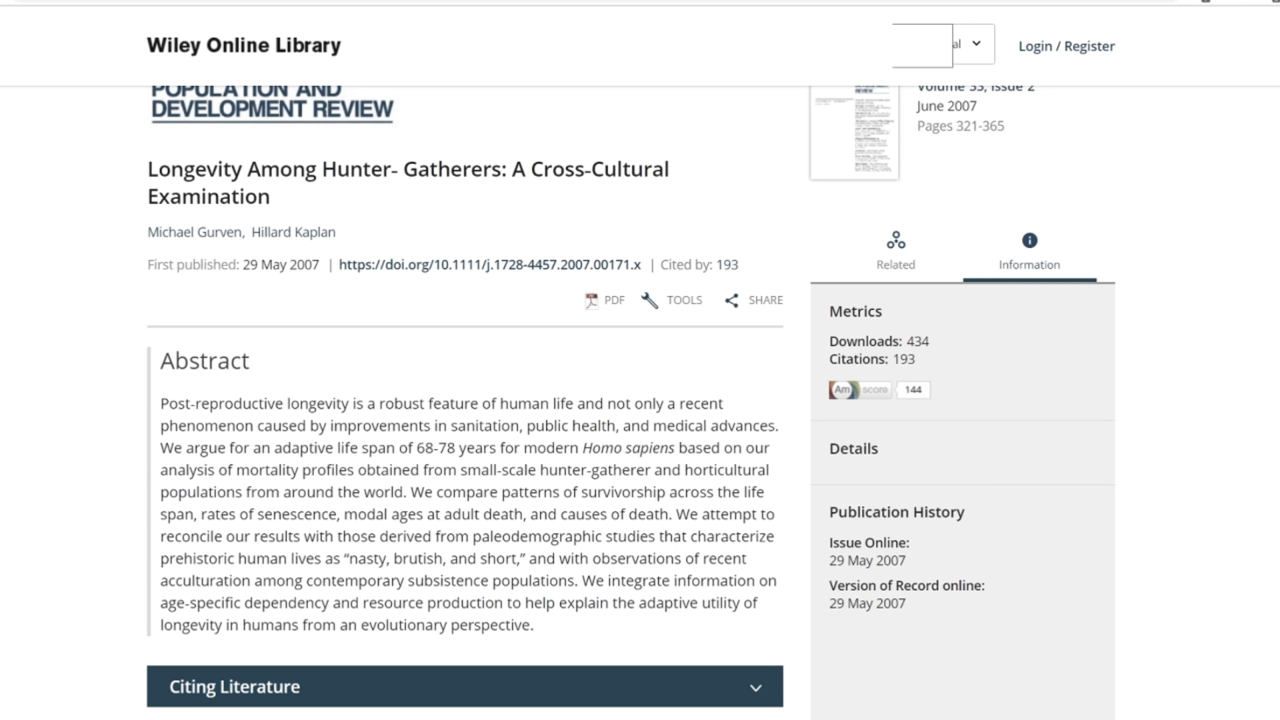 Wiley Online Library
al
Login / Register
POPULATION AND
DEVELOPMENT REVIEW
Volume 33, Issue 2
June 2007
Pages 321-365
Longevity Among Hunter- Gatherers: A Cross-Cultural
Examination
Michael Gurven, Hillard Kaplan
First published: 29 May 2007 | https://doi.org/10.1111/j.1728-4457.2007.00171.x | Cited by: 193
PDF TOOLS SHARE
Related Information
Abstract
Post-reproductive longevity is a robust feature of human life and not only a recent
phenomenon caused by improvements in sanitation, public health, and medical advances.
We argue for an adaptive life span of 68-78 years for modern Homo sapiens based on our
analysis of mortality profiles obtained from small-scale hunter-gatherer and horticultural
populations from around the world. We compare patterns of survivorship across the life
span, rates of senescence, modal ages at adult death, and causes of death. We attempt to
reconcile our results with those derived from paleodemographic studies that characterize
prehistoric human lives as “nasty, brutish, and short,” and with observations of recent
acculturation among contemporary subsistence populations. We integrate information on
age-specific dependency and resource production to help explain the adaptive utility of
longevity in humans from an evolutionary perspective.
Citing Literature
Metrics
Downloads: 434
Citations: 193
Am score 144
Details
Publication History
Issue Online:
29 May 2007
Version of Record online:
29 May 2007